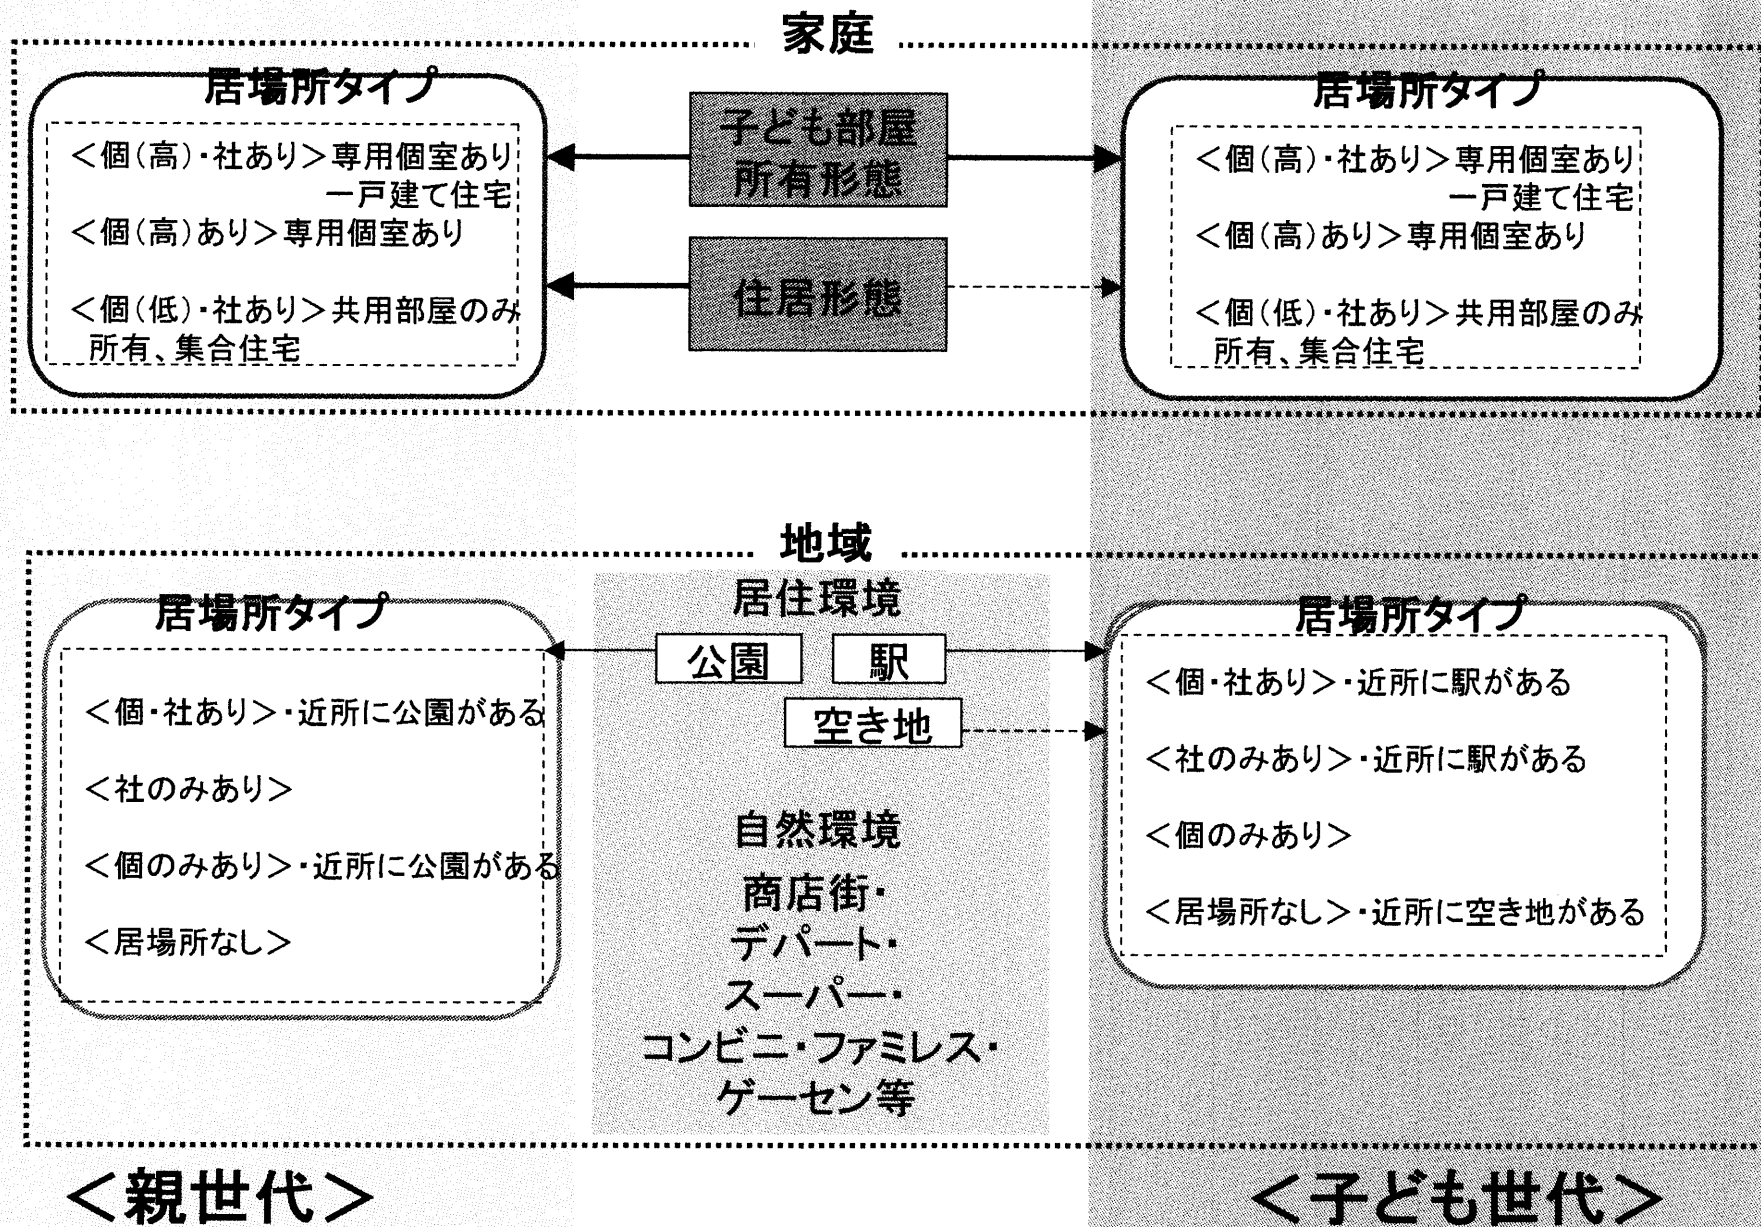 家庭
居場所タイプ
＜個(高)・社あり＞専用個室あり
一戸建て住宅
＜個(高)あり＞専用個室あり
＜個(低)・社あり＞共用部屋のみ
所有、集合住宅
子ども部屋
所有形態
住居形態
居場所タイプ
＜個(高)・社あり＞専用個室あり
一戸建て住宅
＜個(高)あり＞専用個室あり
＜個(低)・社あり＞共用部屋のみ
所有、集合住宅
地域
居場所タイプ
＜個・社あり＞・近所に公園がある
＜社のみあり＞
＜個のみあり＞・近所に公園がある
＜居場所なし＞
居住環境
公園
駅
空き地
自然環境
商店街・
デパート・
スーパー・
コンビニ・ファミレス・
ゲーセン等
居場所タイプ
＜個・社あり＞・近所に駅がある
＜社のみあり＞・近所に駅がある
＜個のみあり＞
＜居場所なし＞・近所に空き地がある
＜親世代＞
＜子ども世代＞